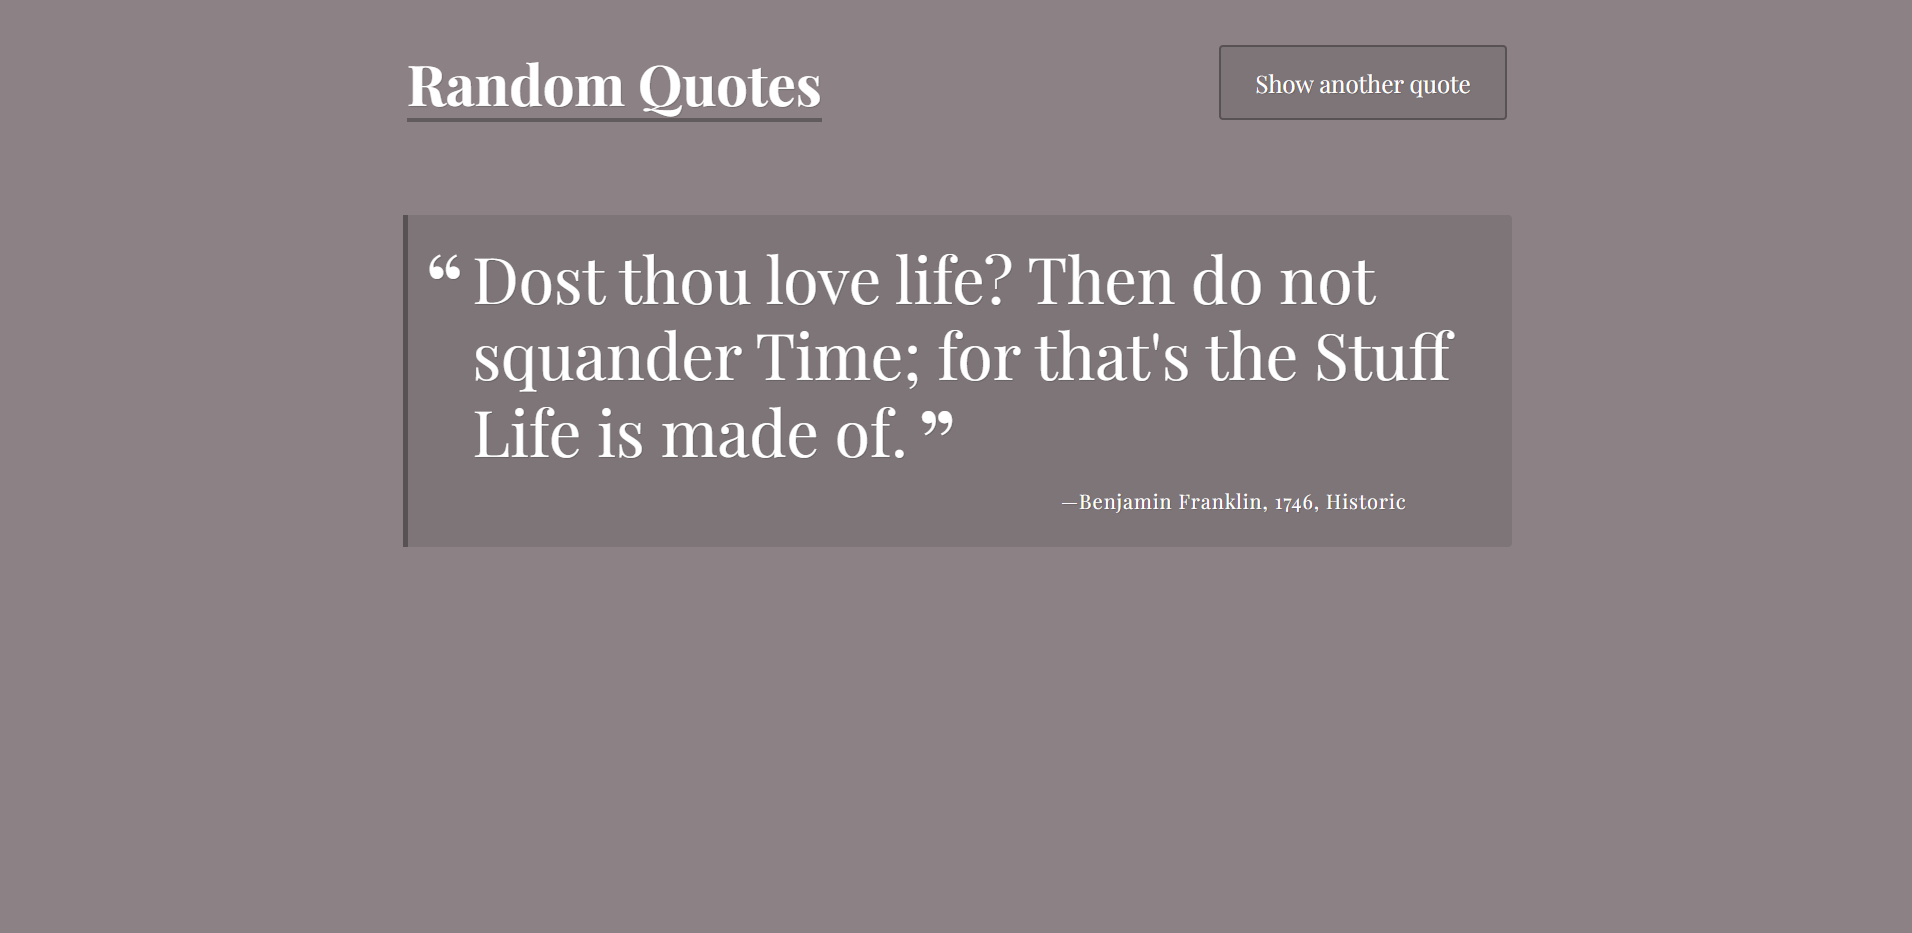 Random Quotes
Show another quote
“ Dost thou love life? Then do not
squander Time; for that's the Stuff
Life is made of. ”
—Benjamin Franklin, 1746, Historic